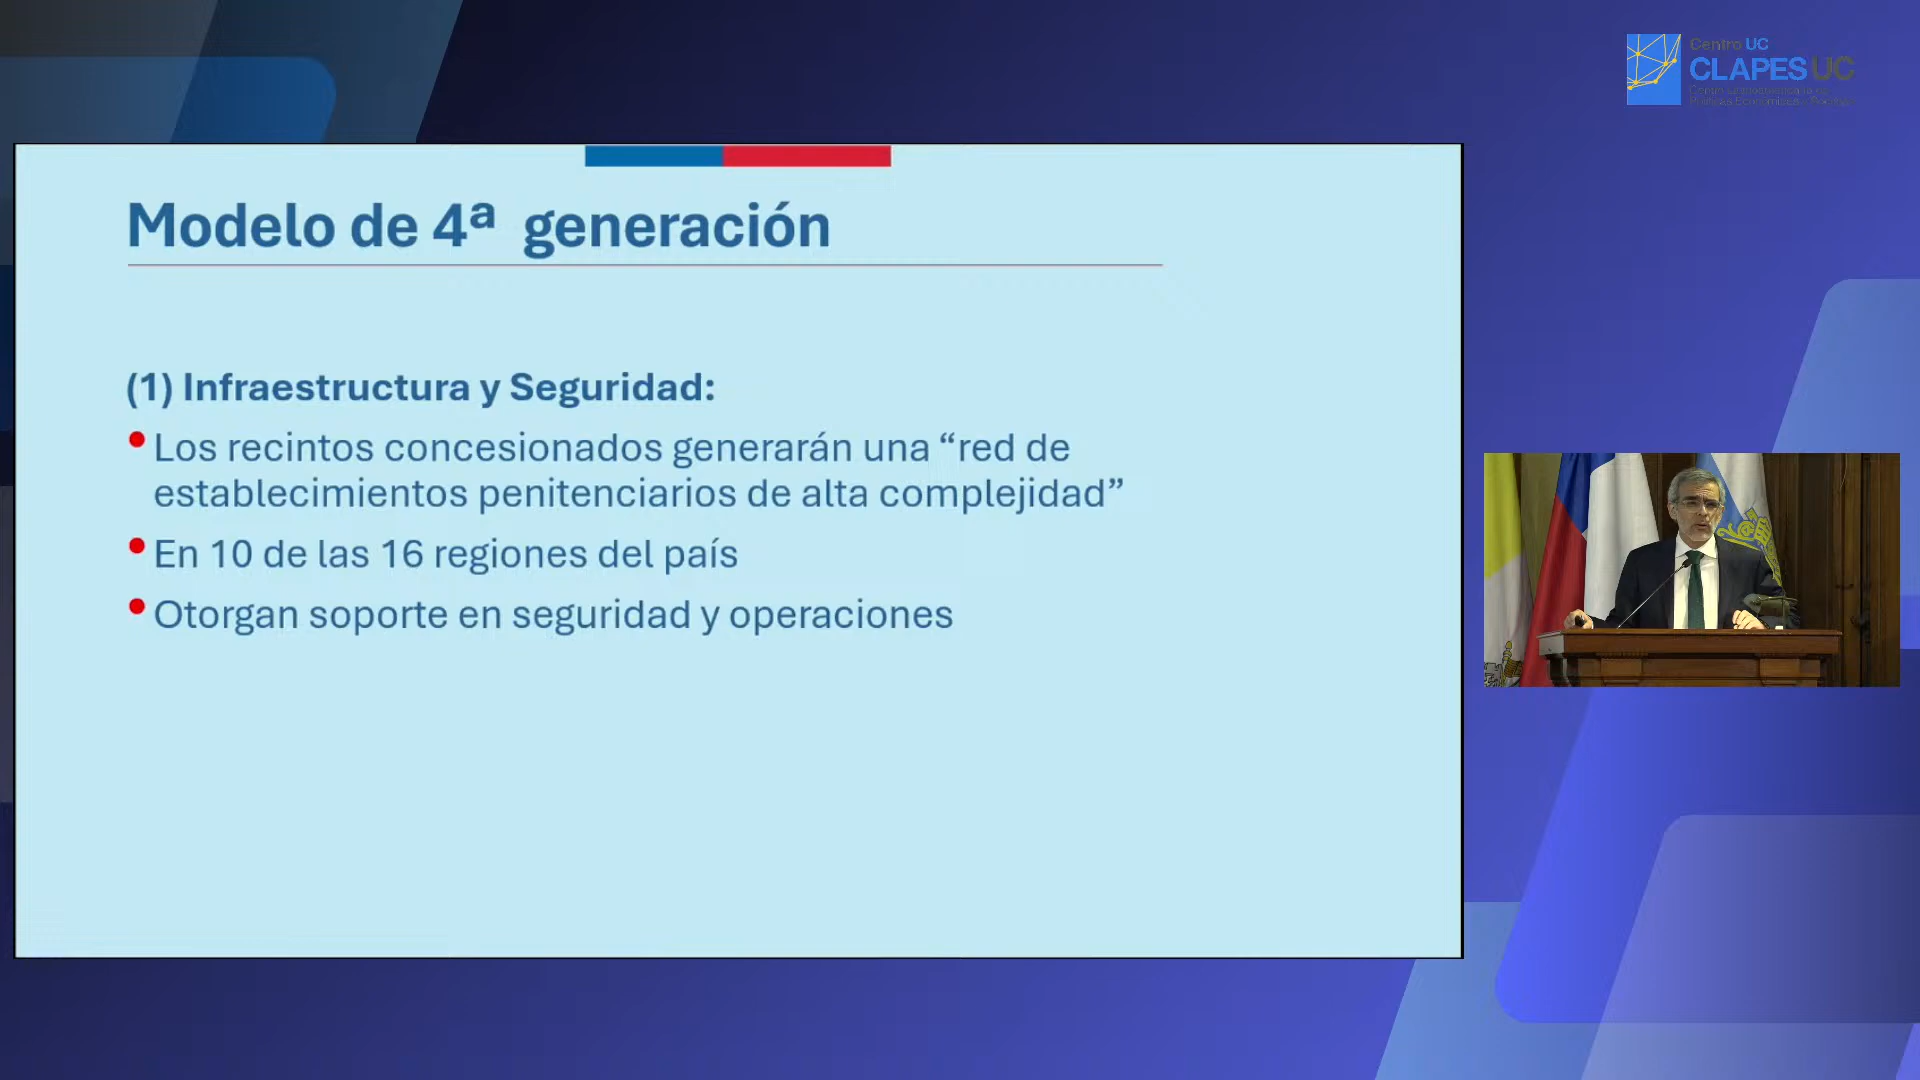 Centro UC
CLAPES UC
Modelo de 4ª generación
(1) Infraestructura y Seguridad:
Los recintos concesionados generarán una “red de
establecimientos penitenciarios de alta complejidad”
En 10 de las 16 regiones del país
Otorgan soporte en seguridad y operaciones